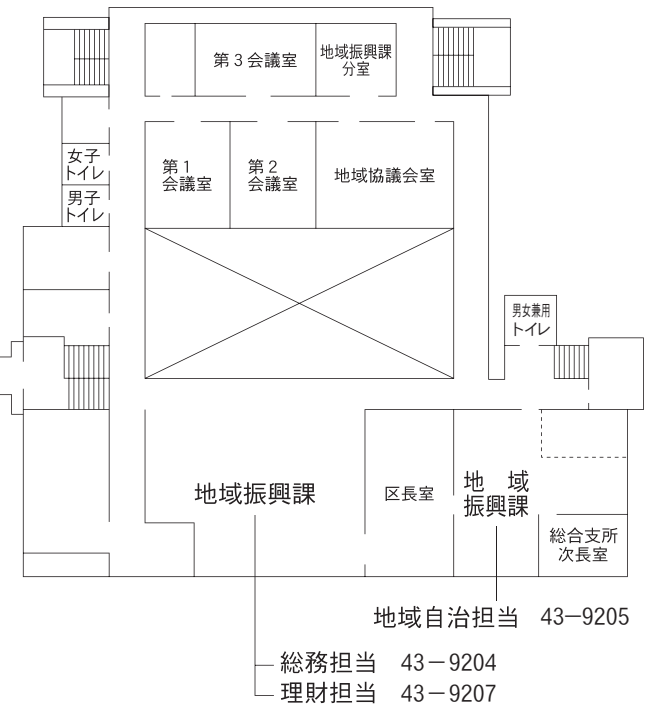 第３会議室
地域振興課
分室
女子
トイレ
男子
トイレ
第１
会議室
第２
会議室
地域協議会室
男女兼用
トイレ
地域振興課
区長室
地　域
振興課
総合支所
次長室
地域自治担当　43－9205
総務担当　43－9204
理財担当　43－9207